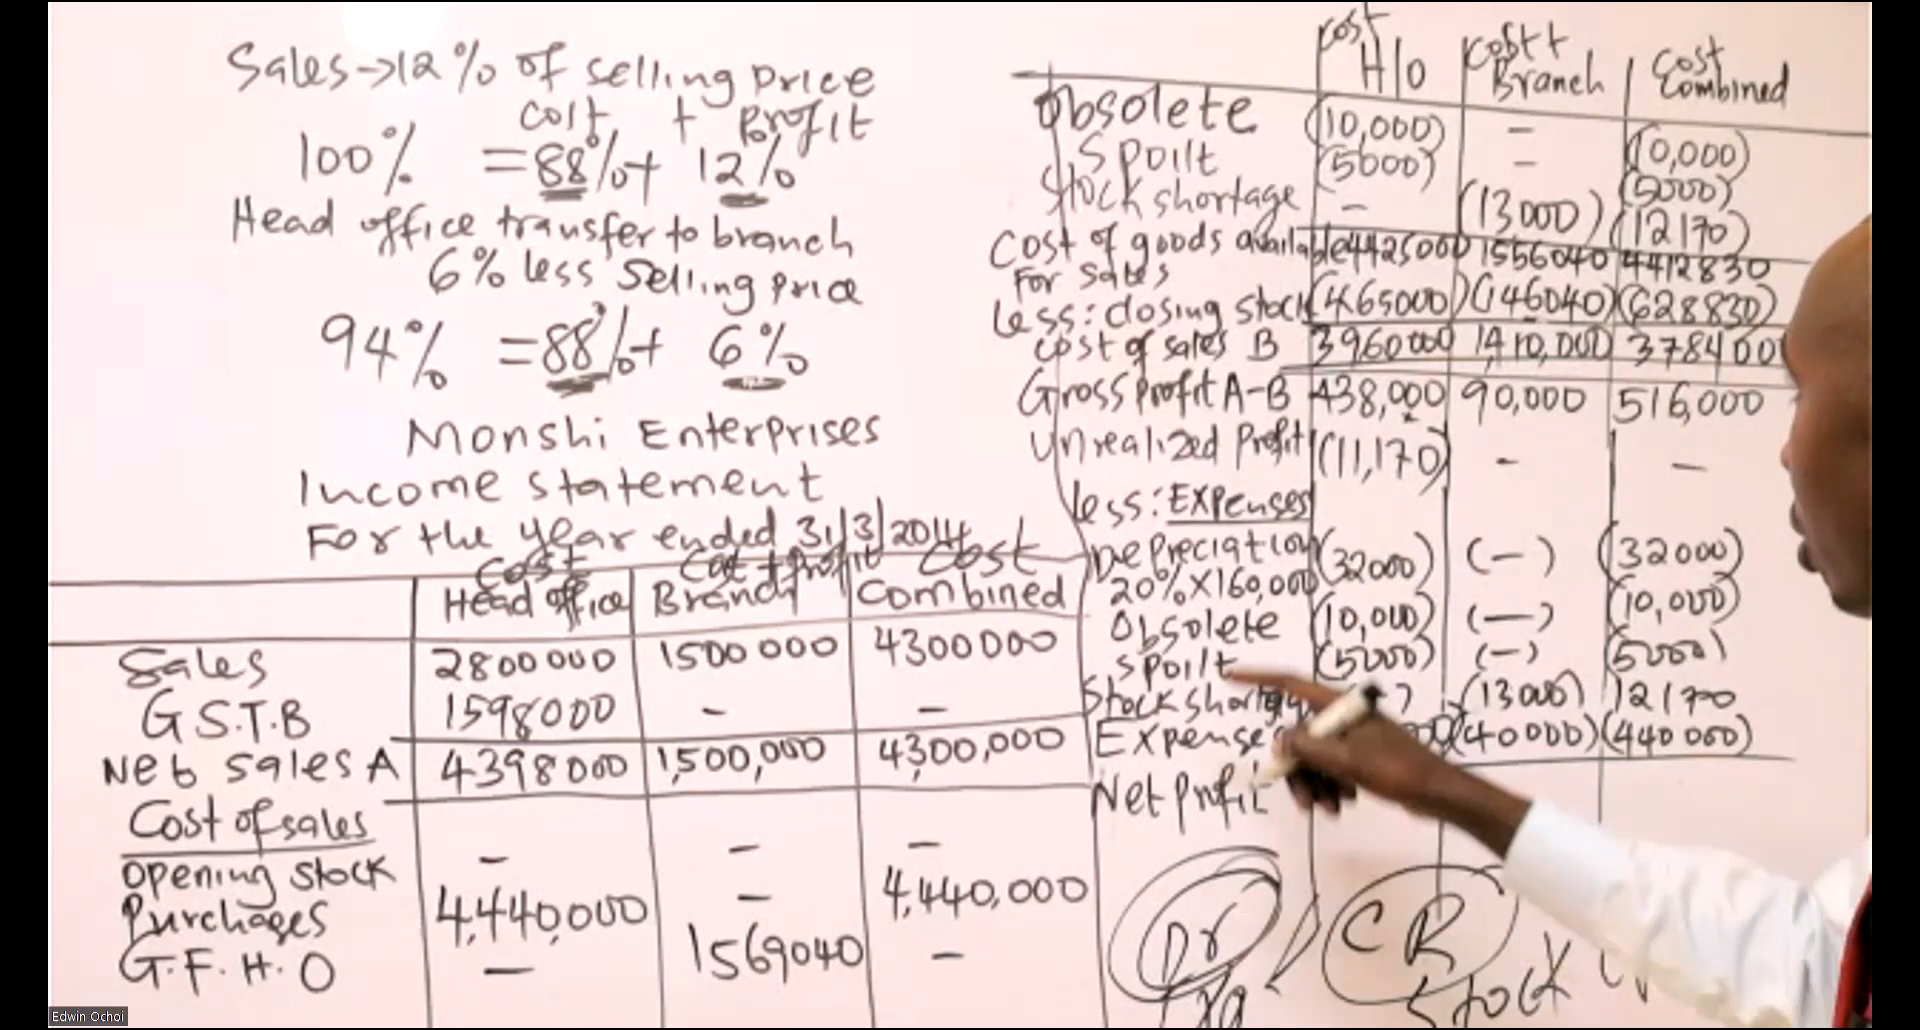 Sales→12% of selling Price
cost + Profit
100% = 88% + 12%
Head office transfer to branch
6% less selling price
94% = 88% + 6%
Monshi Enterprises
Income statement
For the year ended 31/3/2014
cost Cost + profit Cost
Head office Branch Combined
Sales 2800000 1500000 4300000
G.S.T.B 1598000 - -
Net sales A 4398000 1,500,000 4300,000
Cost of sales
Opening stock - - -
Purchases 4,440,000 - 4,440,000
G.F.H.O - 1569040 -
Cost Cost+ Cost
H/O Branch Combined
Obsolete (10,000) - (10,000)
Spoilt (5000) - (5000)
Stock shortage - (13000) (12170)
Cost of goods available 4425000 1556040 4412830
For sales
Less: closing stock (465000) (146040) (628830)
Cost of sales B 3960000 1,410,000 378400
Gross profit A-B 438,000 90,000 516,000
Unrealized Profit (11,170) - -
Less: Expenses
Depreciation (32000) (-) (32000)
20% X 160,000
Obsolete (10,000) (-) (10,000)
Spoilt (5000) (-) (5000)
Stock (13000) 12170
(40000) (440000)
Net profit
Dr CR
Stock
Edwin Ochoi